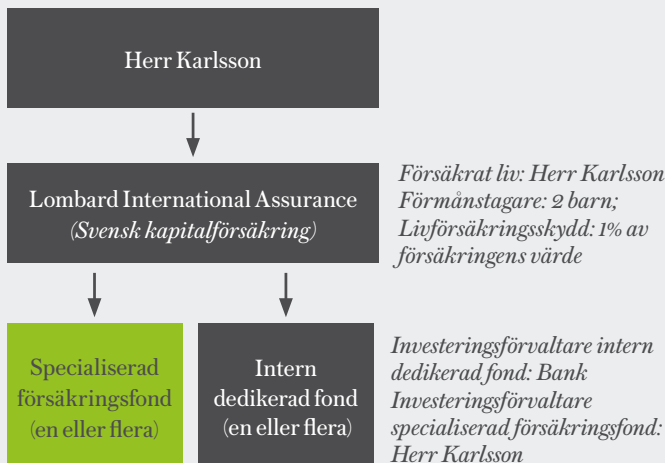 Herr Karlsson
Lombard International Assurance
(Svensk kapitalförsäkring)
Försäkrat liv: Herr Karlsson
Förmånstagare: 2 barn;
Livförsäkringsskydd: 1% av
försäkringens värde
Specialiserad
försäkringsfond
(en eller flera)
Intern
dedikerad fond
(en eller flera)
Investeringsförvaltare intern
dedikerad fond: Bank
Investeringsförvaltare
specialiserad försäkringsfond:
Herr Karlsson